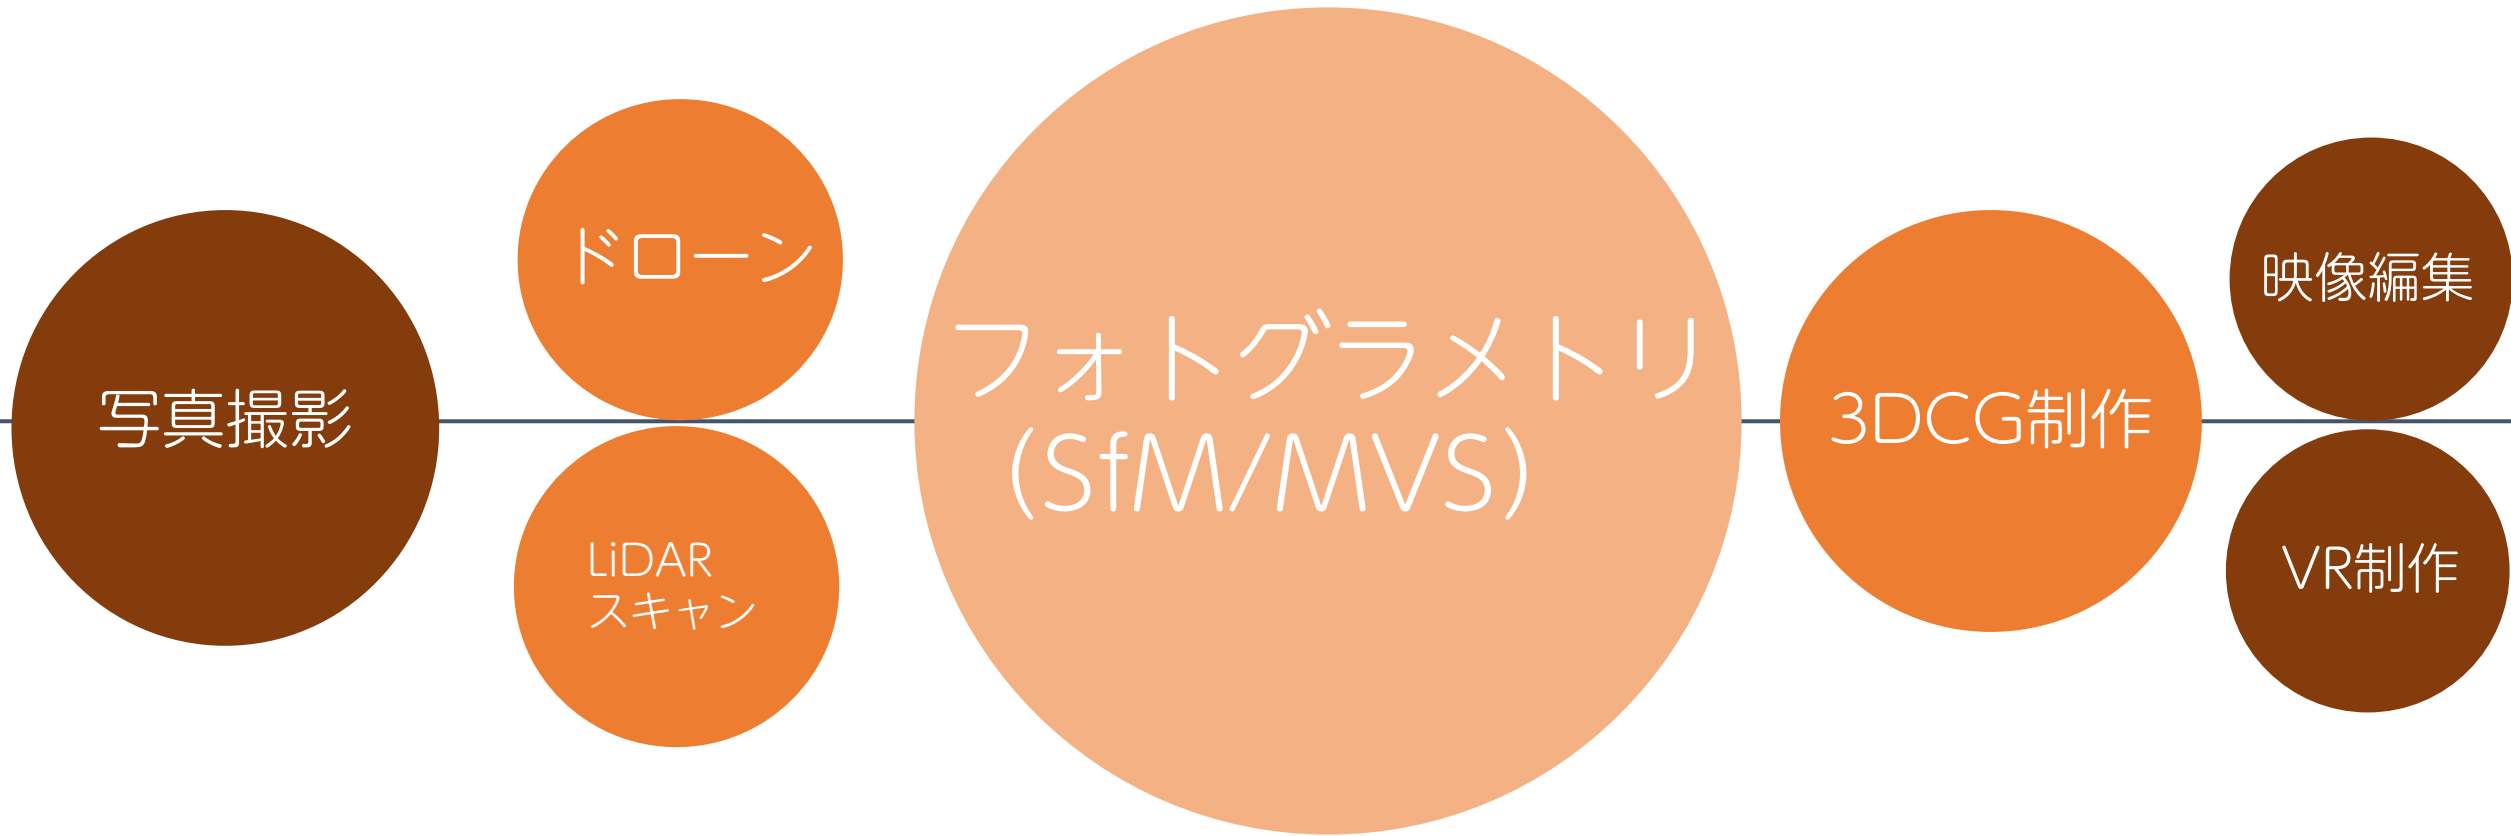 写真撮影
ドローン
LiDAR
スキャン
フォトグラメトリ
(SfM/MVS)
3DCG制作
映像編集
VR制作